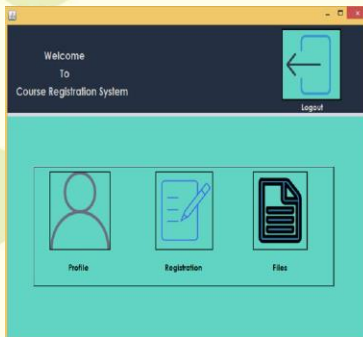 Welcome
To
Course Registration System
Logout
Profile
Registration
Files